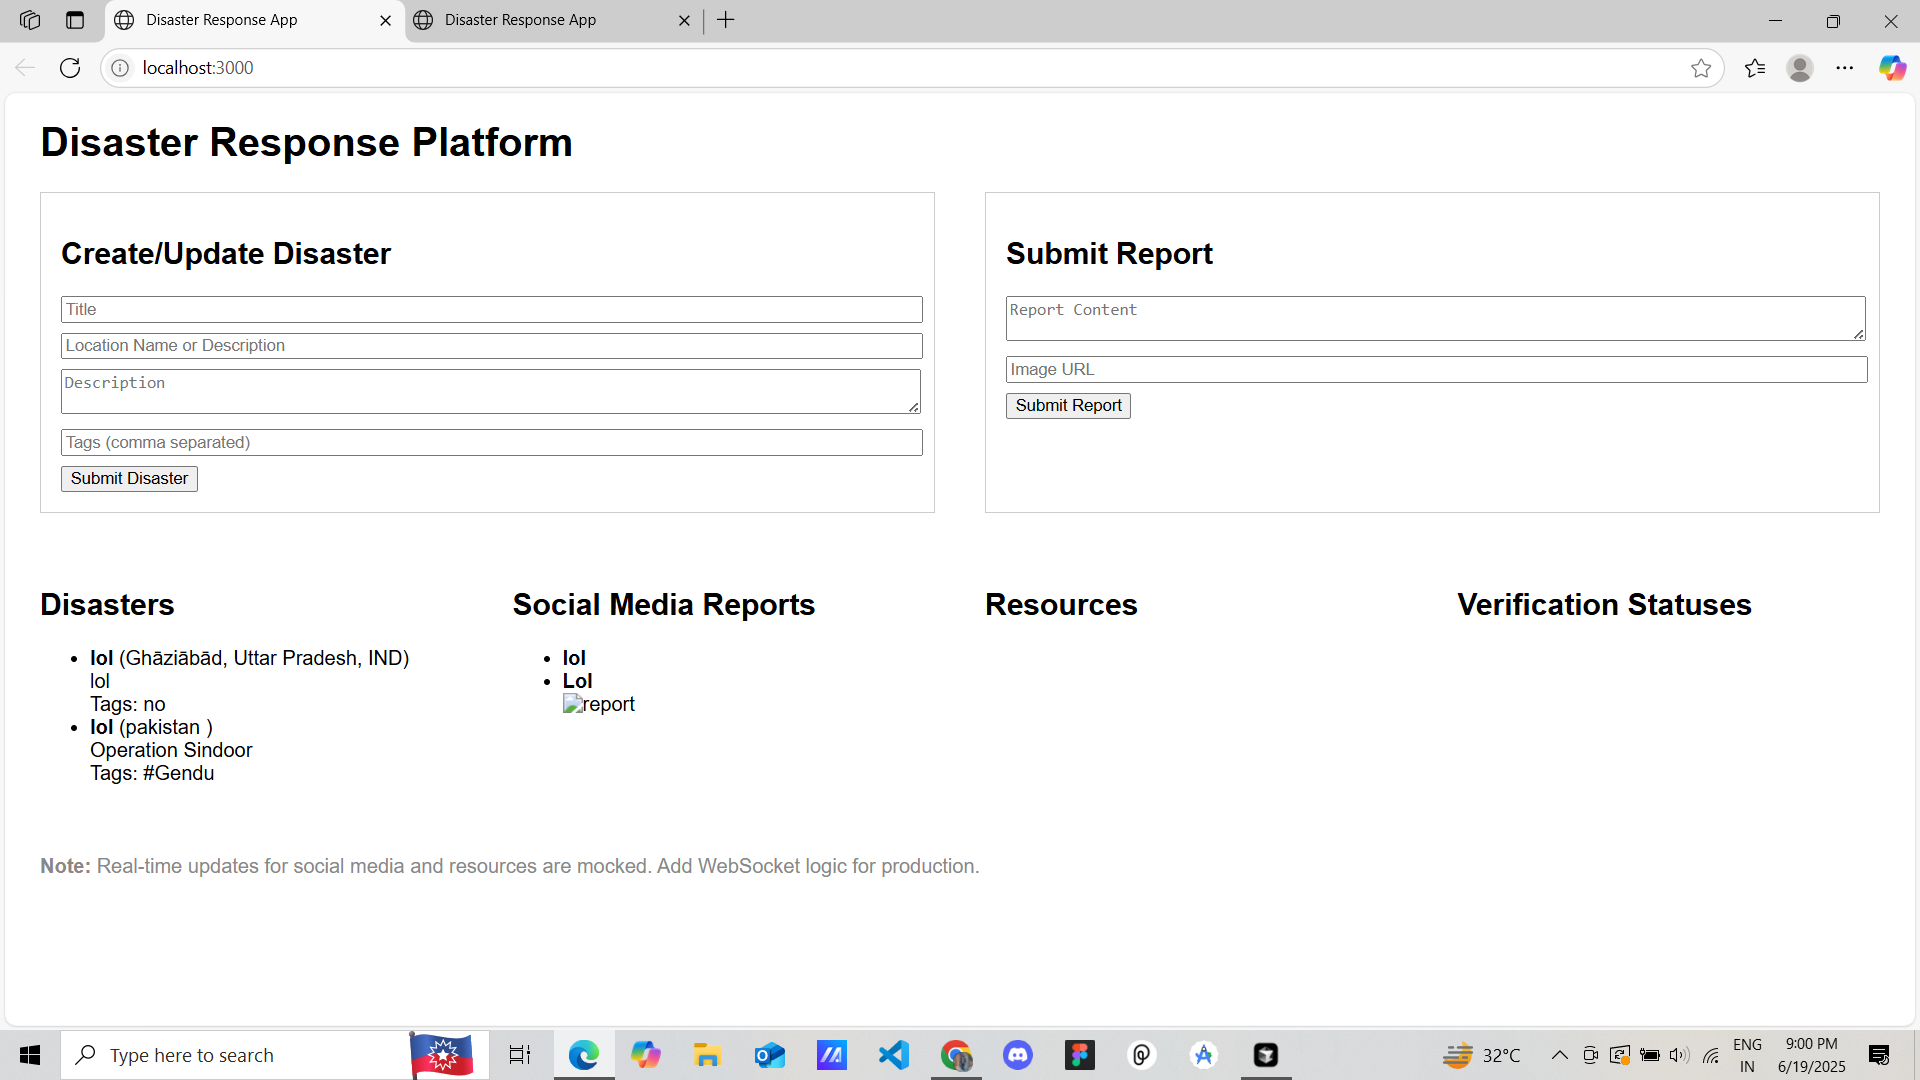 Disaster Response App
Disaster Response App
localhost:3000
Disaster Response Platform
Create/Update Disaster
Title
Location Name or Description
Description
Tags (comma separated)
Submit Disaster
Submit Report
Report Content
Image URL
Submit Report
Disasters
lol (Ghāziābād, Uttar Pradesh, IND)
lol
Tags: no
lol (pakistan )
Operation Sindoor
Tags: #Gendu
Social Media Reports
lol
Lol
report
Resources
Verification Statuses
Note: Real-time updates for social media and resources are mocked. Add WebSocket logic for production.
Type here to search
32°C
ENG
IN
9:00 PM
6/19/2025